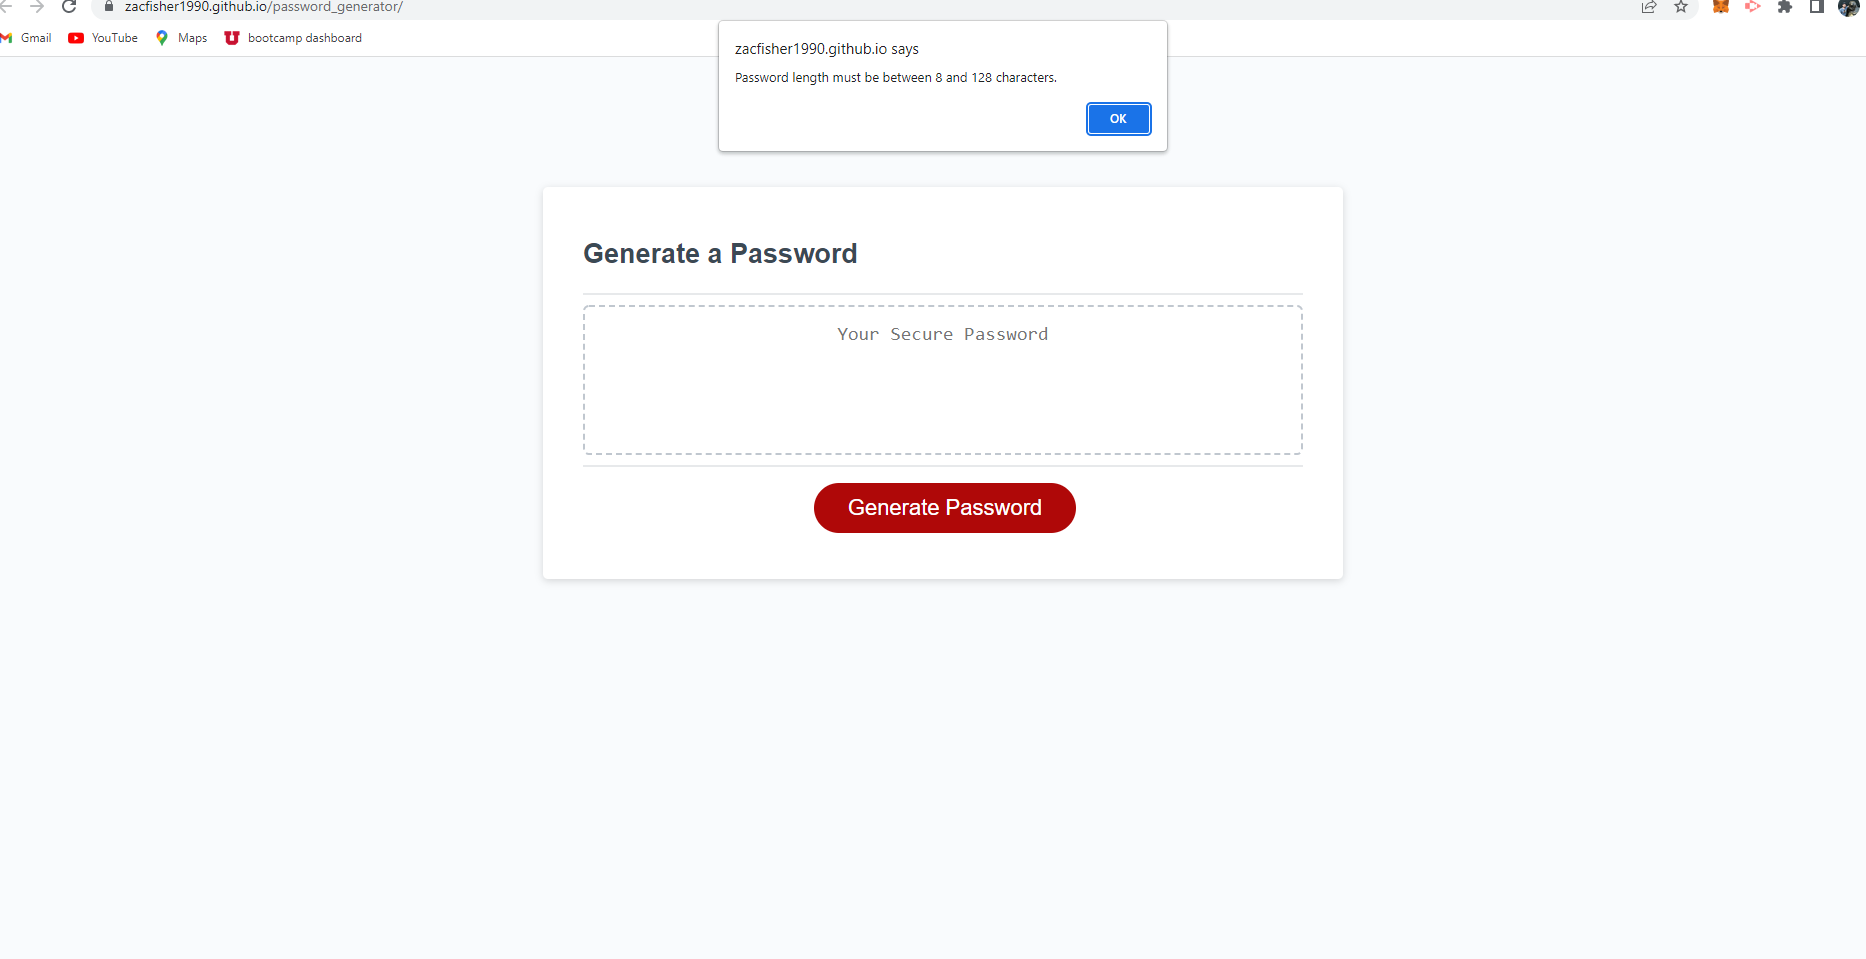 zacfisher1990.github.io/password_generator/
Gmail YouTube Maps bootcamp dashboard
zacfisher1990.github.io says
Password length must be between 8 and 128 characters.
OK
Generate a Password
Your Secure Password
Generate Password